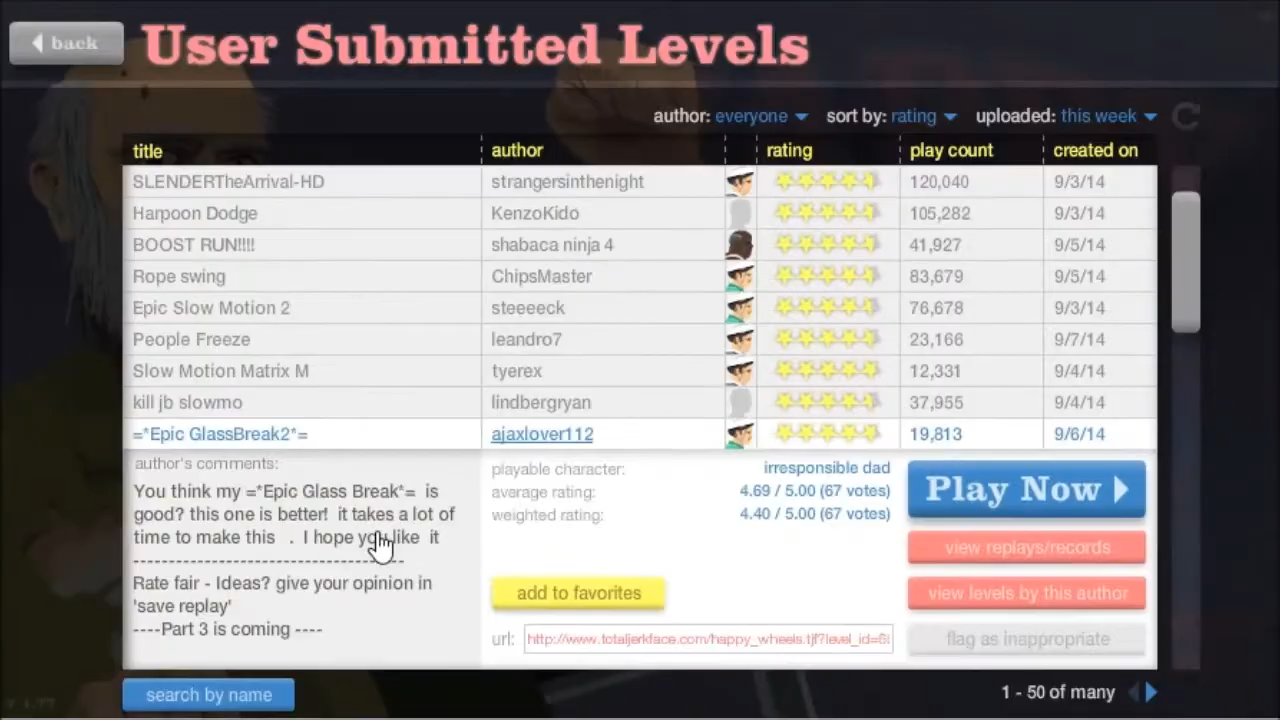 back
User Submitted Levels
author: everyone sort by: rating uploaded: this week
title author rating play count created on
SLENDERTheArrival-HD strangersinthenight 120,040 9/3/14
Harpoon Dodge KenzoKido 105,282 9/3/14
BOOST RUN!!!! shabaca ninja 4 41,927 9/5/14
Rope swing ChipsMaster 83,679 9/5/14
Epic Slow Motion 2 steeeeck 76,678 9/3/14
People Freeze leandro7 23,166 9/7/14
Slow Motion Matrix M tyerex 12,331 9/4/14
kill jb slowmo lindbergryan 37,955 9/4/14
=*Epic GlassBreak2*= ajaxlover112 19,813 9/6/14
author's comments:
You think my =*Epic Glass Break*= is
good? this one is better! it takes a lot of
time to make this . I hope you like it
-----------------------------------
Rate fair - Ideas? give your opinion in
'save replay'
----Part 3 is coming ----
playable character: irresponsible dad
average rating: 4.69 / 5.00 (67 votes)
weighted rating: 4.40 / 5.00 (67 votes)
add to favorites
url: http://www.totaljerkface.com/happy_wheels.tjf?level_id=6
Play Now
view replays/records
view levels by this author
flag as inappropriate
search by name
1 - 50 of many